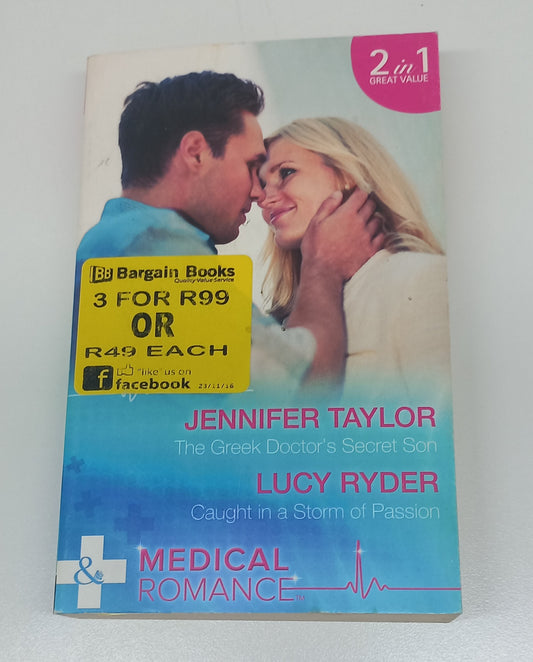 2 in 1
GREAT VALUE
BB Bargain Books
Quality Value Service
3 FOR R99
OR
R49 EACH
f "like" us on
facebook 23/11/16
JENNIFER TAYLOR
The Greek Doctor's Secret Son
LUCY RYDER
Caught in a Storm of Passion
&
MEDICAL
ROMANCE™